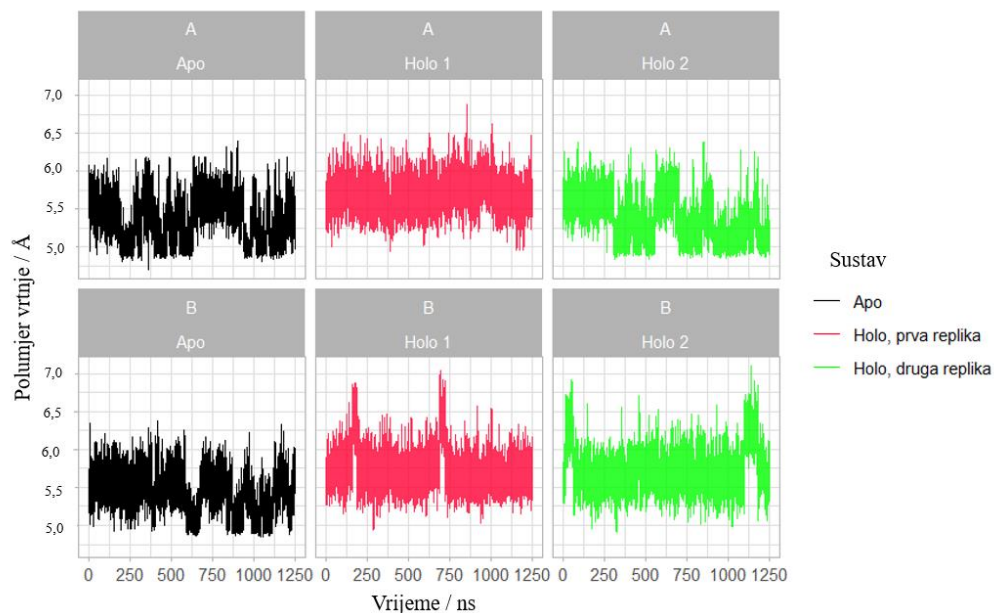 A A A
Apo Holo 1 Holo 2
7,0
6,5
6,0
5,5
5,0
B B B
Apo Holo 1 Holo 2
7,0
6,5
6,0
5,5
5,0
0 250 500 750 1000 1250 0 250 500 750 1000 1250 0 250 500 750 1000 1250
Vrijeme / ns
Polumjer vrtnje / Å
Sustav
Apo
Holo, prva replika
Holo, druga replika